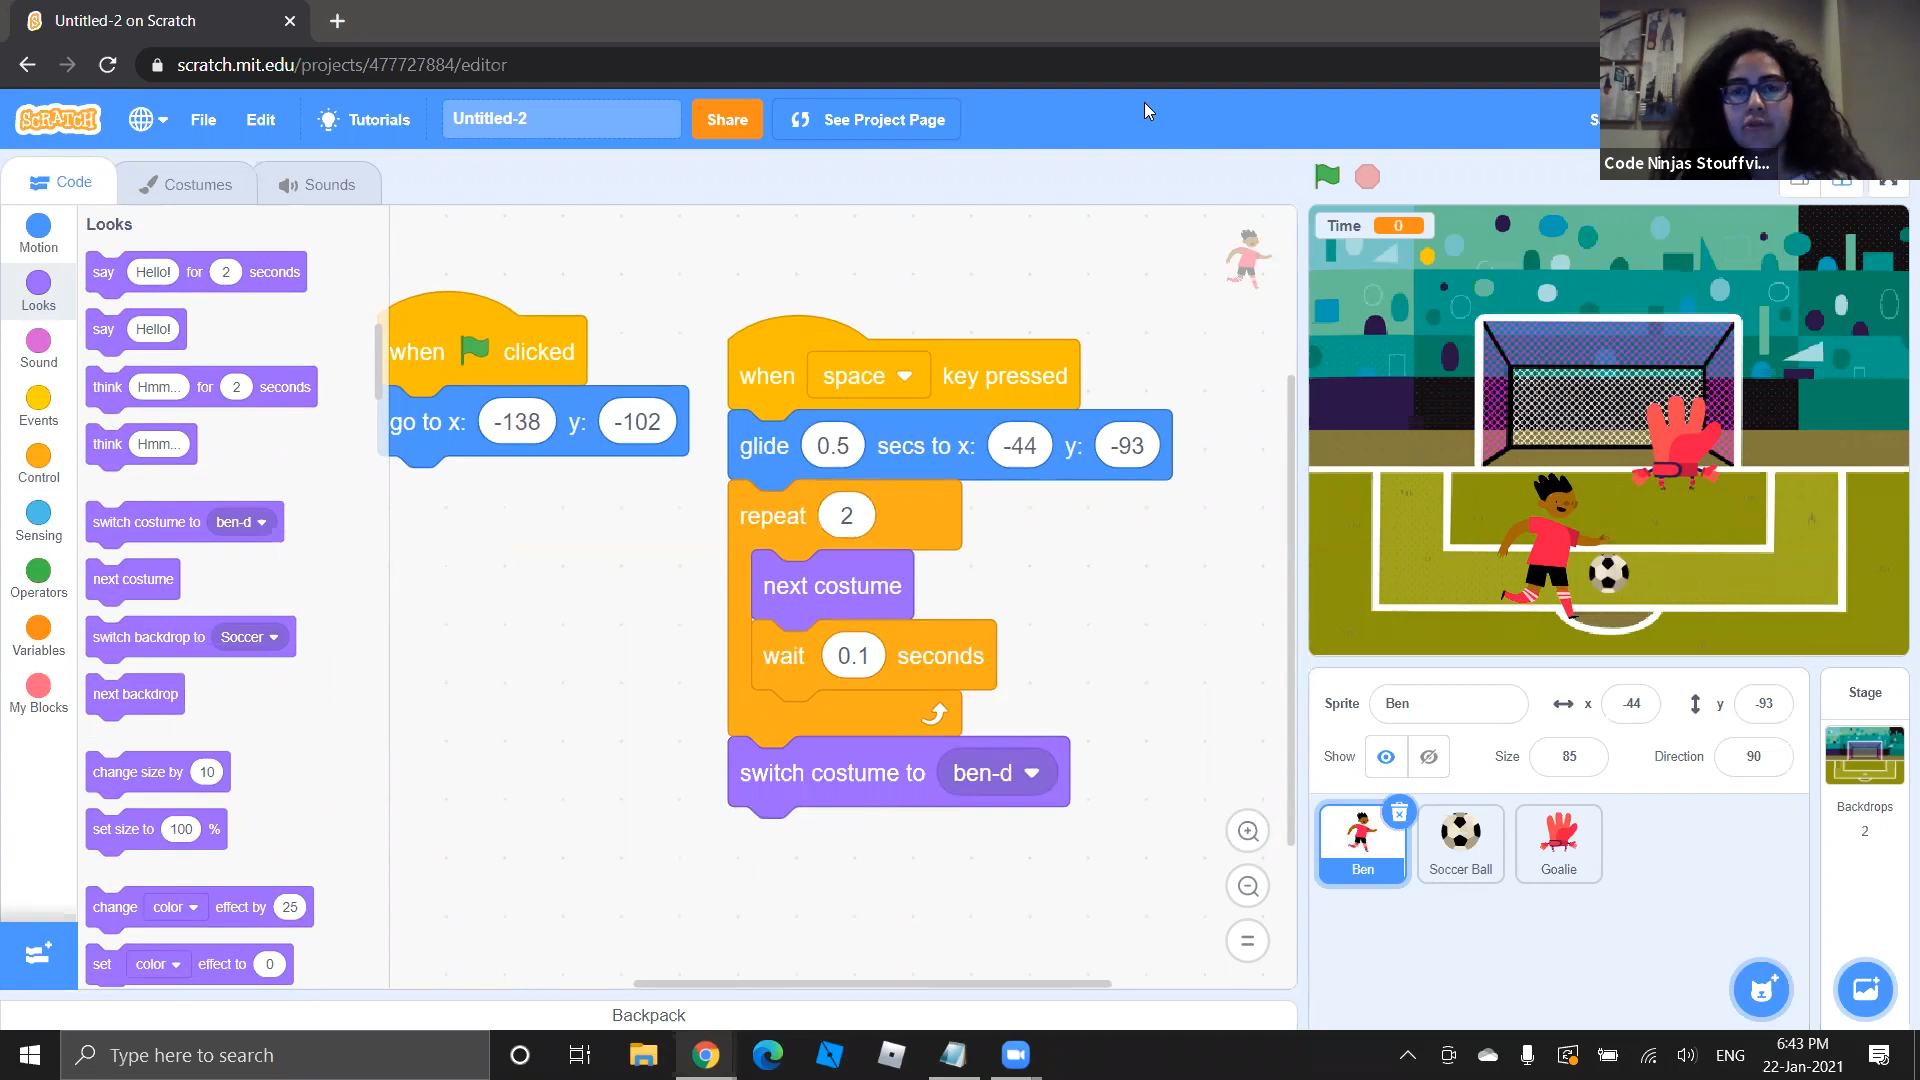 Untitled-2 on Scratch
scratch.mit.edu/projects/477727884/editor
SCRATCH
File
Edit
Tutorials
Untitled-2
Share
See Project Page
S
Code Ninjas Stouffvi...
Code
Costumes
Sounds
Motion
Looks
Sound
Events
Control
Sensing
Operators
Variables
My Blocks
Looks
say Hello! for 2 seconds
say Hello!
think Hmm... for 2 seconds
think Hmm...
switch costume to ben-d
next costume
switch backdrop to Soccer
next backdrop
change size by 10
set size to 100 %
change color effect by 25
set color effect to 0
when clicked
go to x: -138 y: -102
when space key pressed
glide 0.5 secs to x: -44 y: -93
repeat 2
next costume
wait 0.1 seconds
switch costume to ben-d
Time 0
Sprite Ben x -44 y -93
Show Size 85 Direction 90
Ben
Soccer Ball
Goalie
Stage
Backdrops
2
Backpack
Type here to search
ENG
6:43 PM
22-Jan-2021